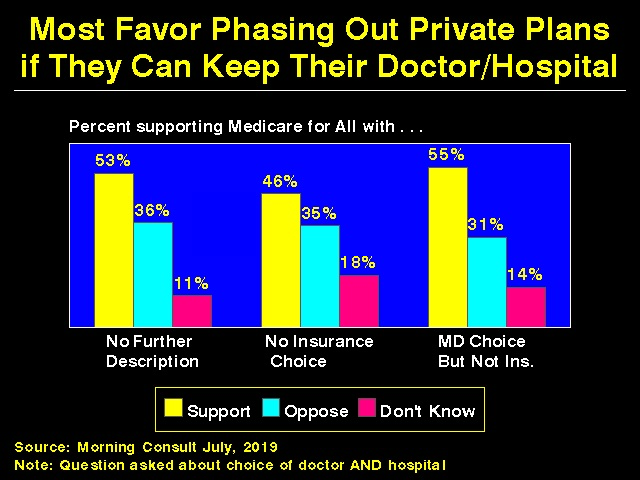 Most Favor Phasing Out Private Plans
if They Can Keep Their Doctor/Hospital
Percent supporting Medicare for All with . . .
53%
36%
11%
46%
35%
18%
55%
31%
14%
No Further
Description
No Insurance
Choice
MD Choice
But Not Ins.
Support
Oppose
Don't Know
Source: Morning Consult July, 2019
Note: Question asked about choice of doctor AND hospital